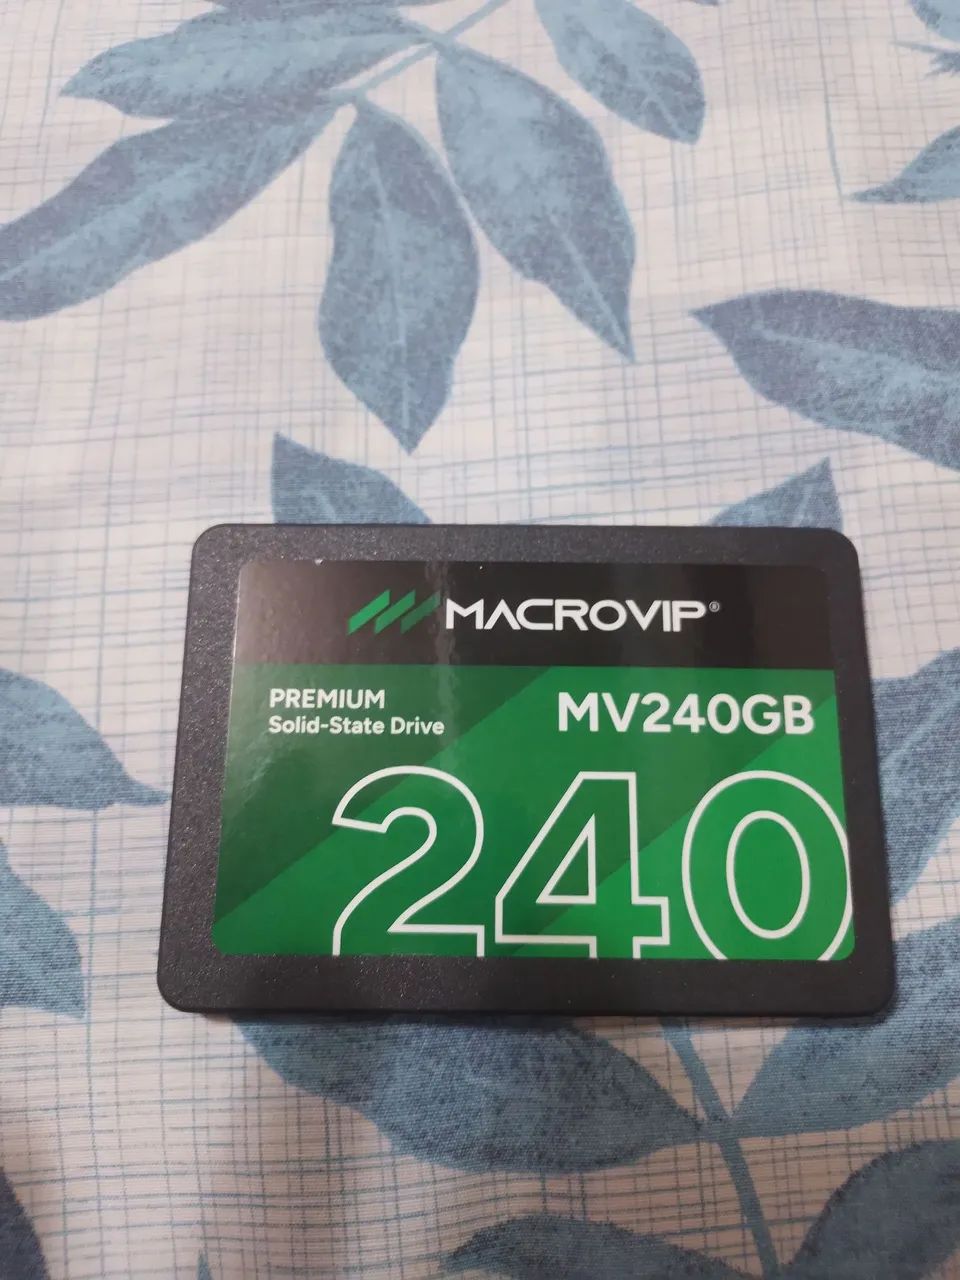 MACROVIP®
PREMIUM
Solid-State Drive
MV240GB
240